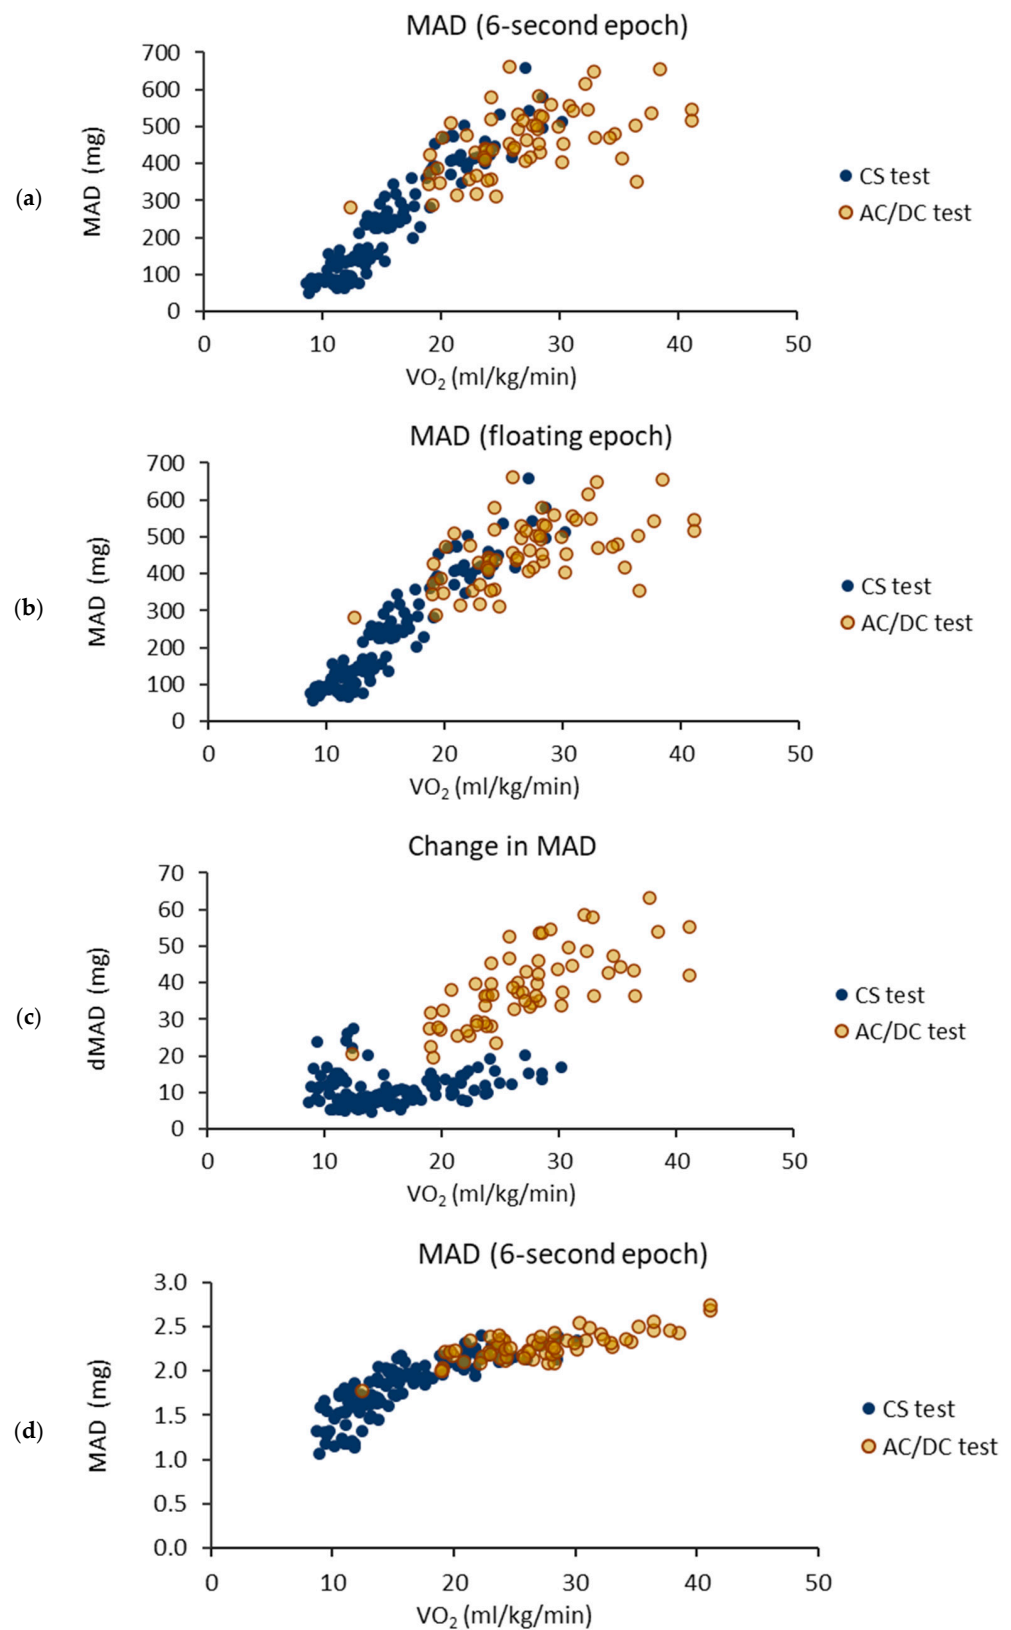 MAD (6-second epoch)
700
600
500
400
300
200
100
0
MAD (mg)
(a)
CS test
AC/DC test
0 10 20 30 40 50
VO₂ (ml/kg/min)
MAD (floating epoch)
700
600
500
400
300
200
100
0
MAD (mg)
(b)
CS test
AC/DC test
0 10 20 30 40 50
VO₂ (ml/kg/min)
Change in MAD
70
60
50
40
30
20
10
0
dMAD (mg)
(c)
CS test
AC/DC test
0 10 20 30 40 50
VO₂ (ml/kg/min)
MAD (6-second epoch)
3.0
2.5
2.0
1.5
1.0
0.5
0.0
MAD (mg)
(d)
CS test
AC/DC test
0 10 20 30 40 50
VO₂ (ml/kg/min)